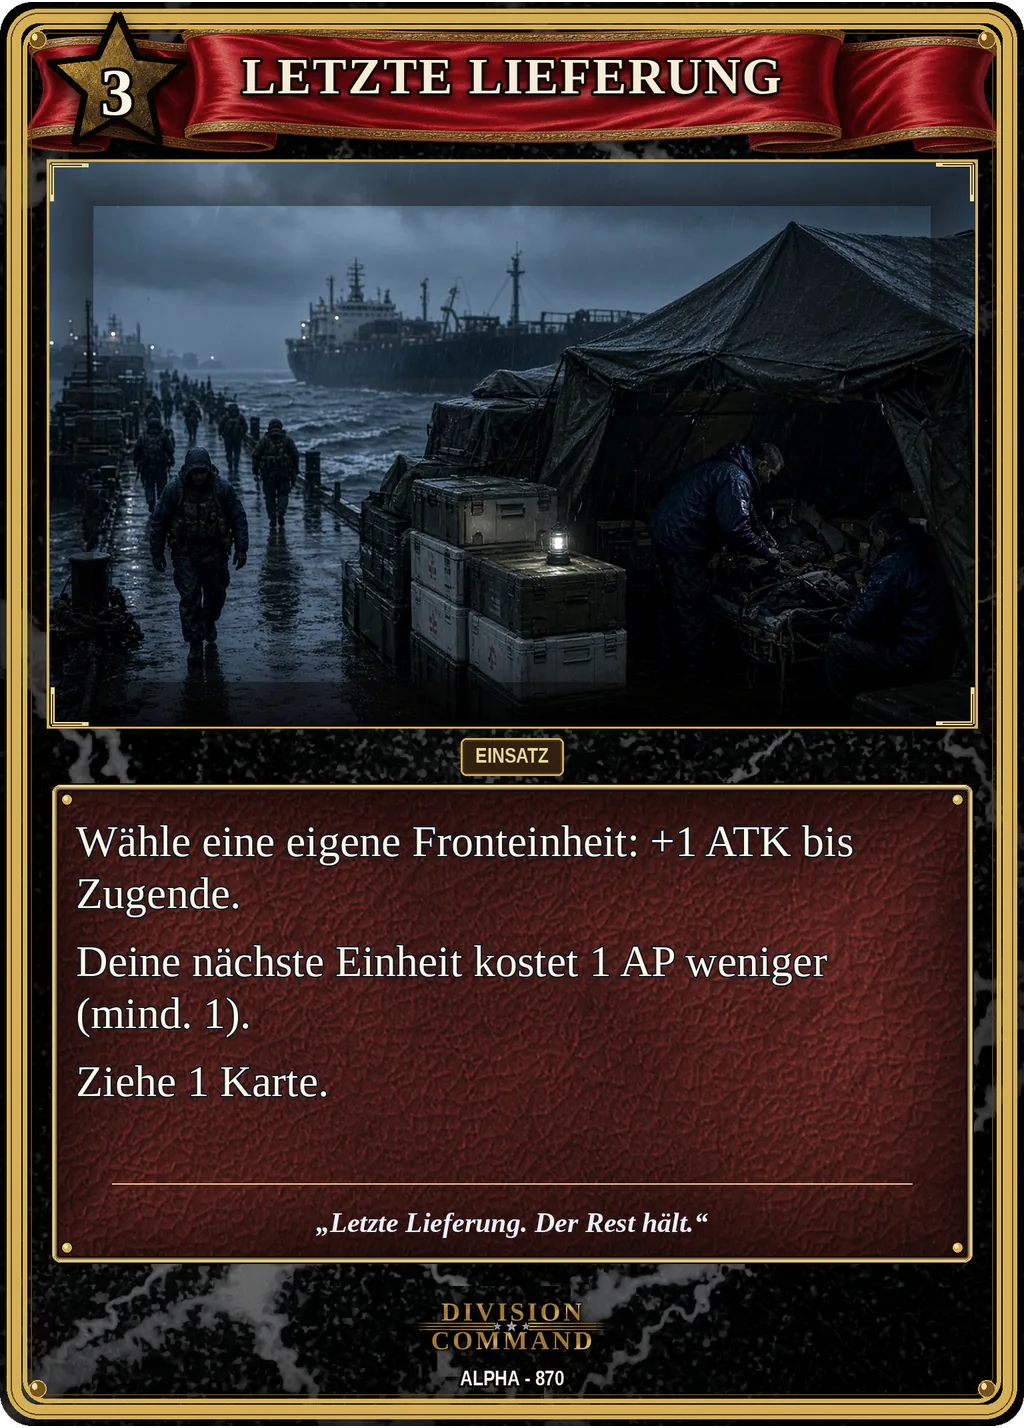 3
LETZTE LIEFERUNG
EINSATZ
Wähle eine eigene Fronteinheit: +1 ATK bis
Zugende.
Deine nächste Einheit kostet 1 AP weniger
(mind. 1).
Ziehe 1 Karte.
„Letzte Lieferung. Der Rest hält.“
DIVISION
COMMAND
ALPHA - 870